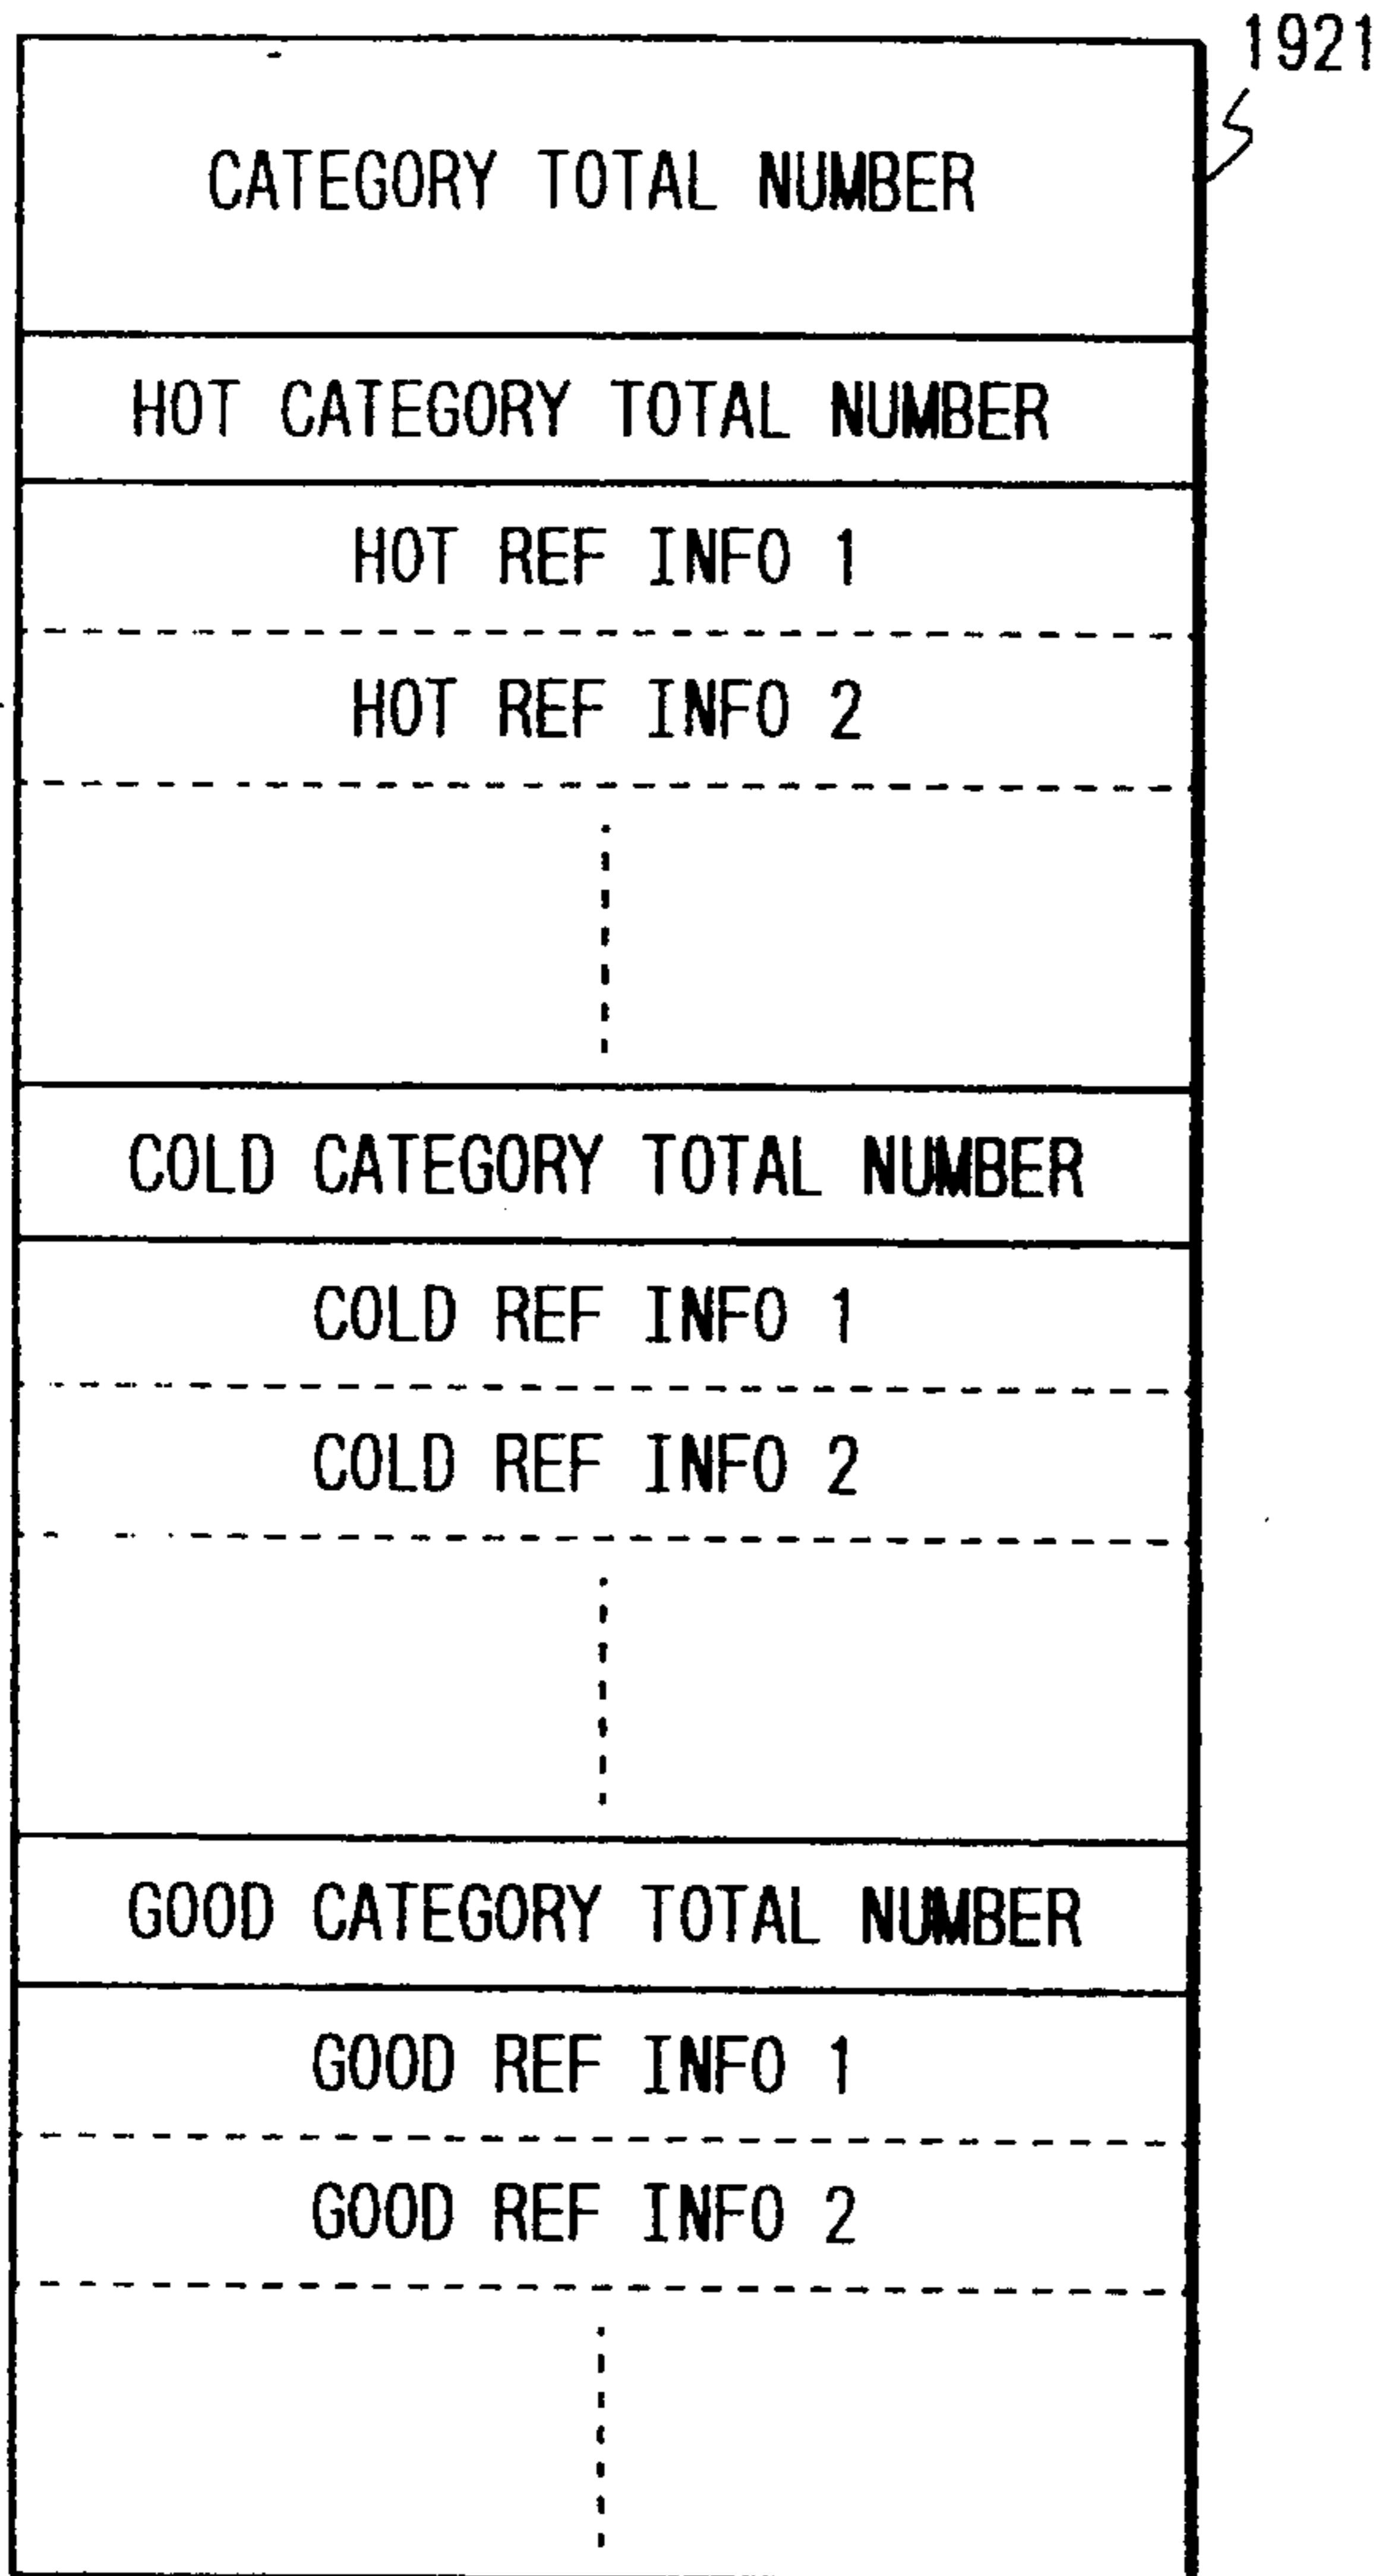 1921
CATEGORY TOTAL NUMBER
HOT CATEGORY TOTAL NUMBER
HOT REF INFO 1
HOT REF INFO 2
COLD CATEGORY TOTAL NUMBER
COLD REF INFO 1
COLD REF INFO 2
GOOD CATEGORY TOTAL NUMBER
GOOD REF INFO 1
GOOD REF INFO 2